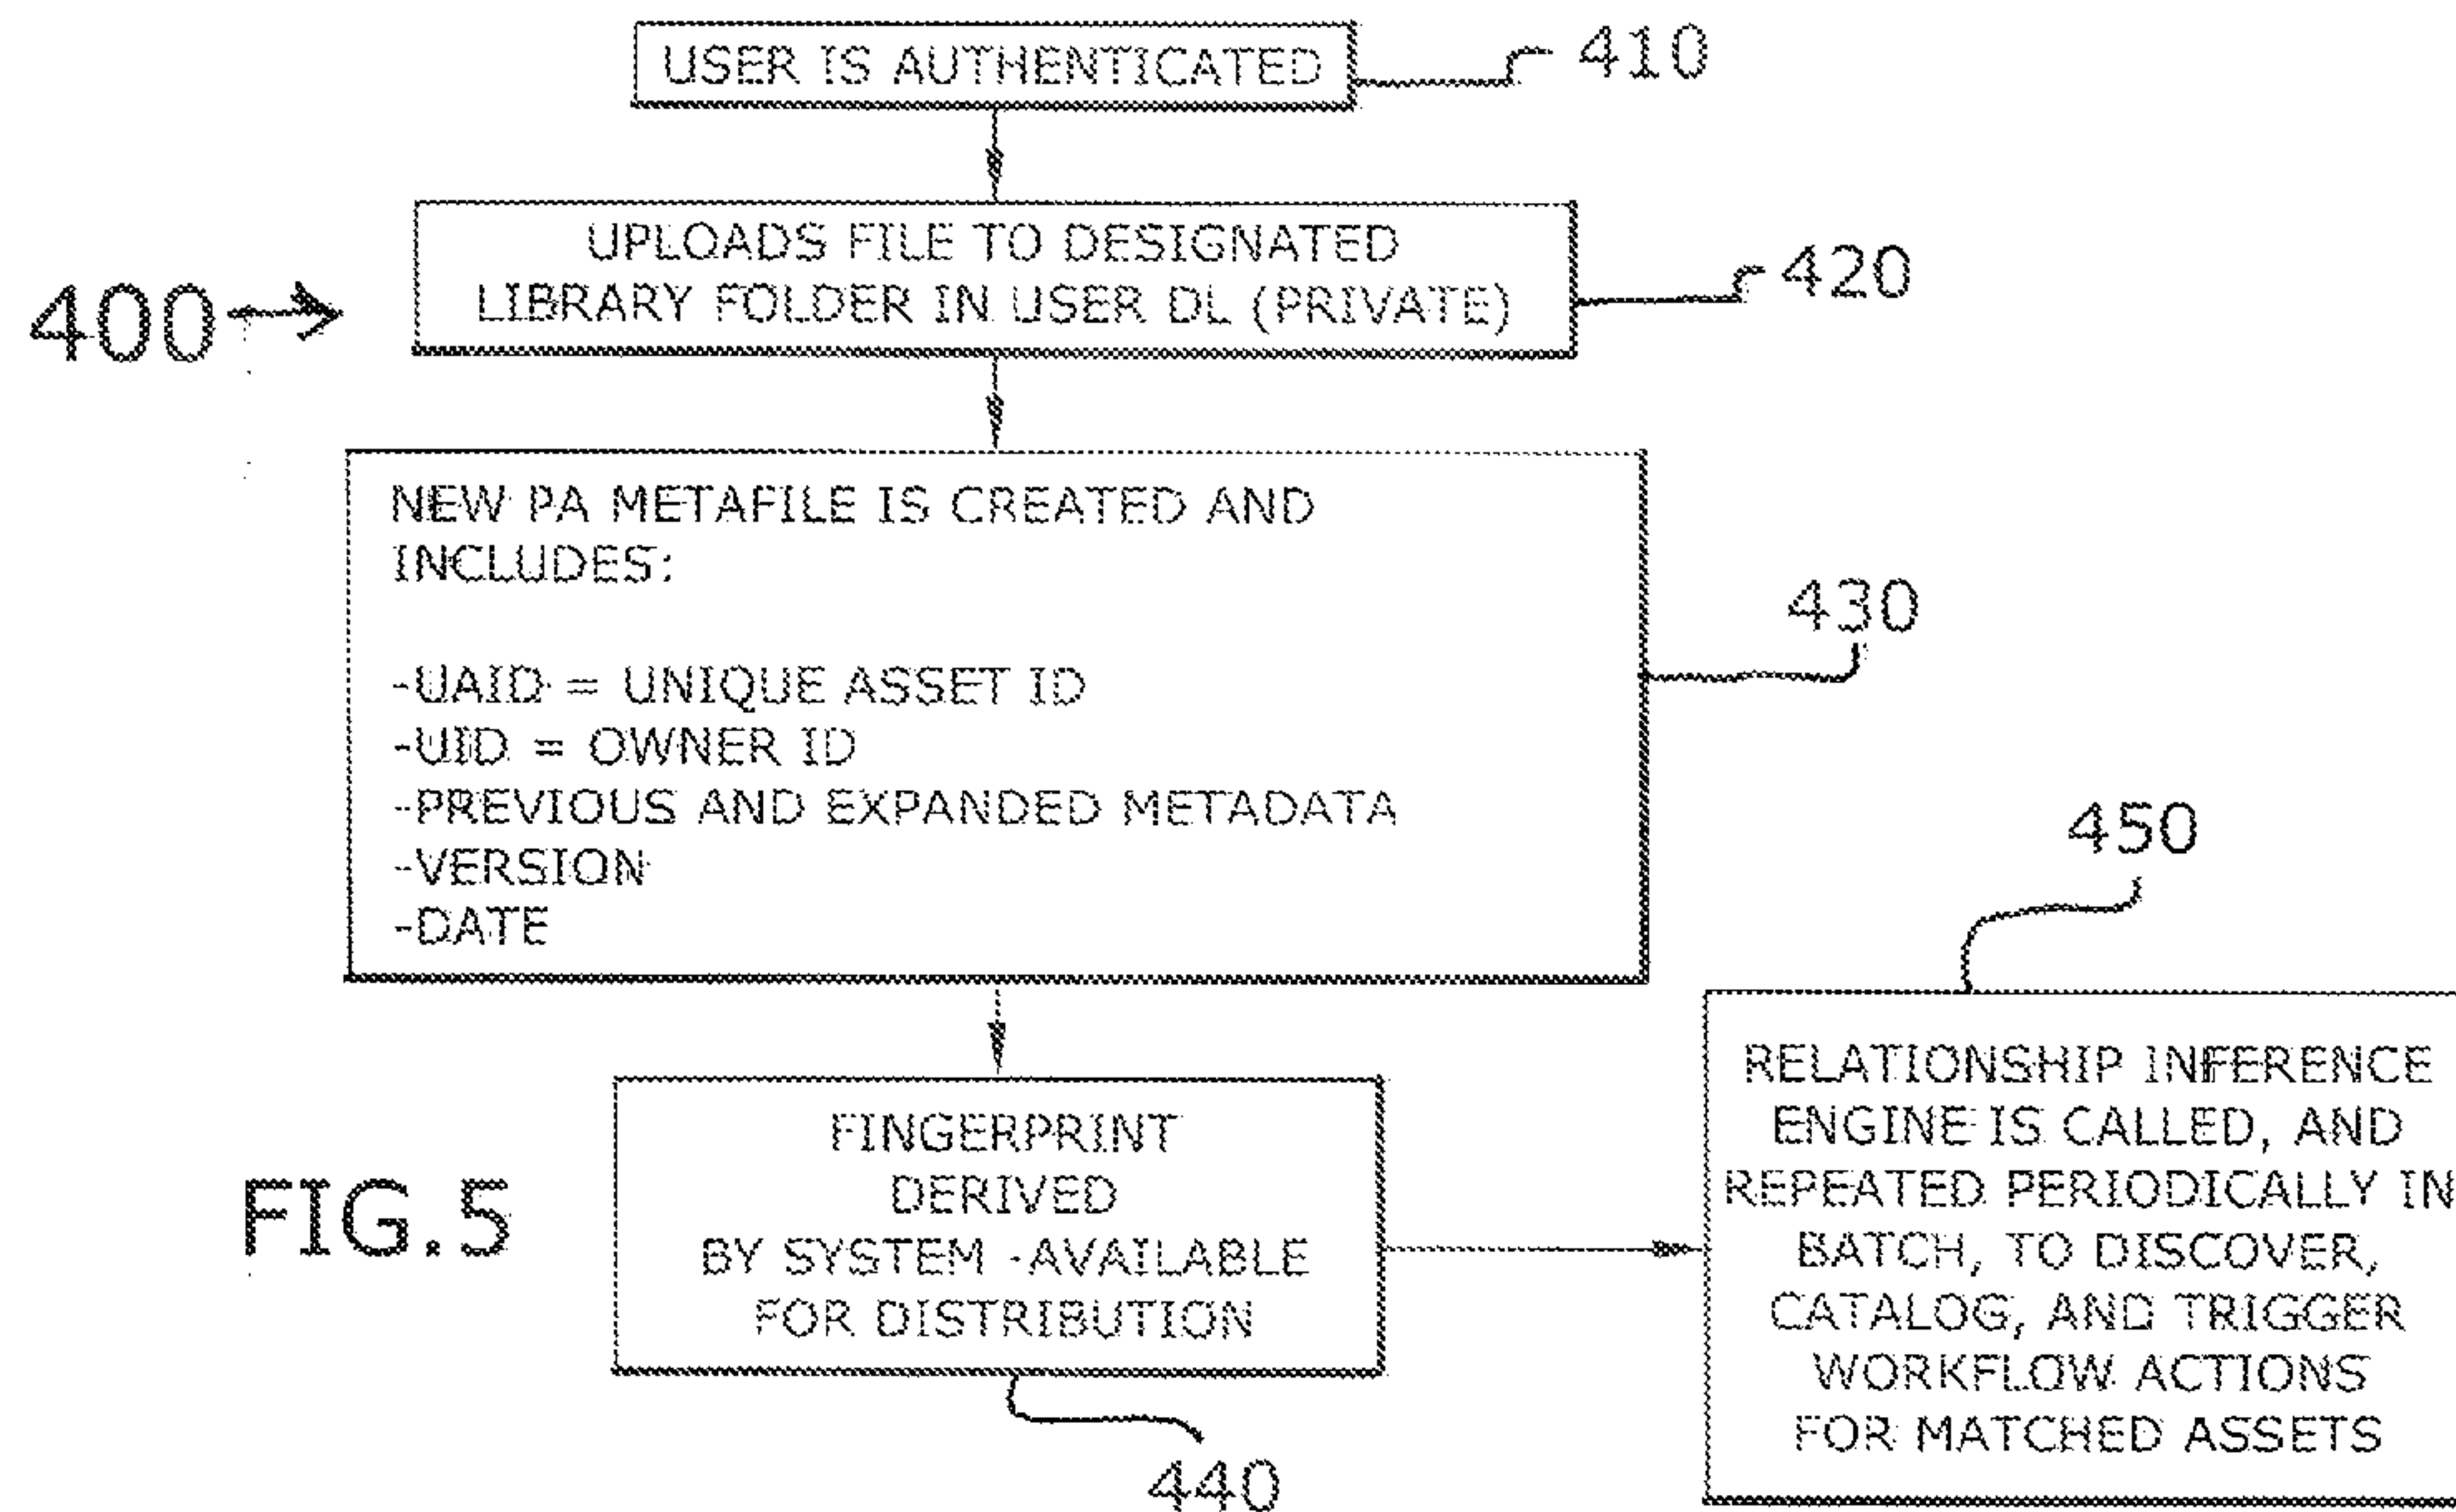 USER IS AUTHENTICATED
410
UPLOADS FILE TO DESIGNATED
LIBRARY FOLDER IN USER DL (PRIVATE)
420
400
NEW PA METAFILE IS CREATED AND
INCLUDES:
-UAID = UNIQUE ASSET ID
-UID = OWNER ID
-PREVIOUS AND EXPANDED METADATA
-VERSION
-DATE
430
FINGERPRINT
DERIVED
BY SYSTEM -AVAILABLE
FOR DISTRIBUTION
440
450
RELATIONSHIP INFERENCE
ENGINE IS CALLED, AND
REPEATED PERIODICALLY IN
BATCH, TO DISCOVER,
CATALOG, AND TRIGGER
WORKFLOW ACTIONS
FOR MATCHED ASSETS
FIG.5